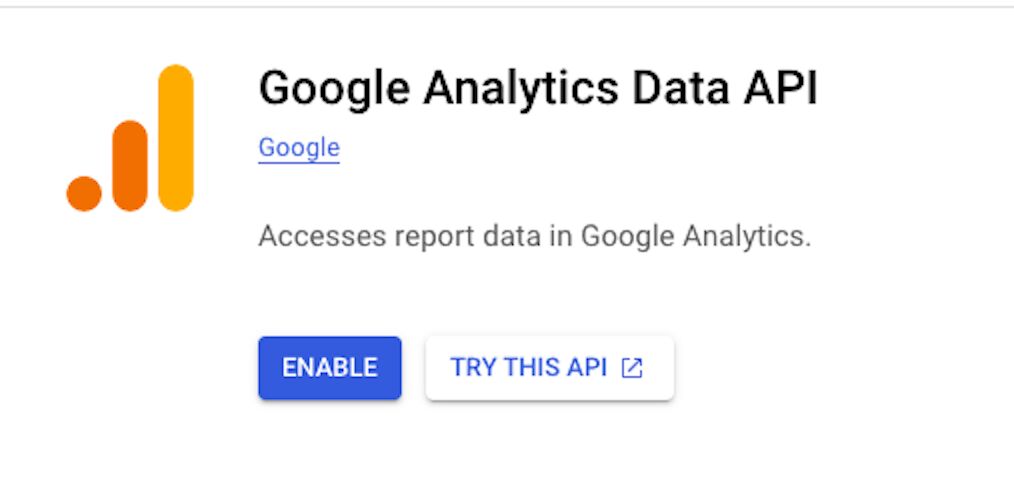 Google Analytics Data API
Google
Accesses report data in Google Analytics.
ENABLE
TRY THIS API